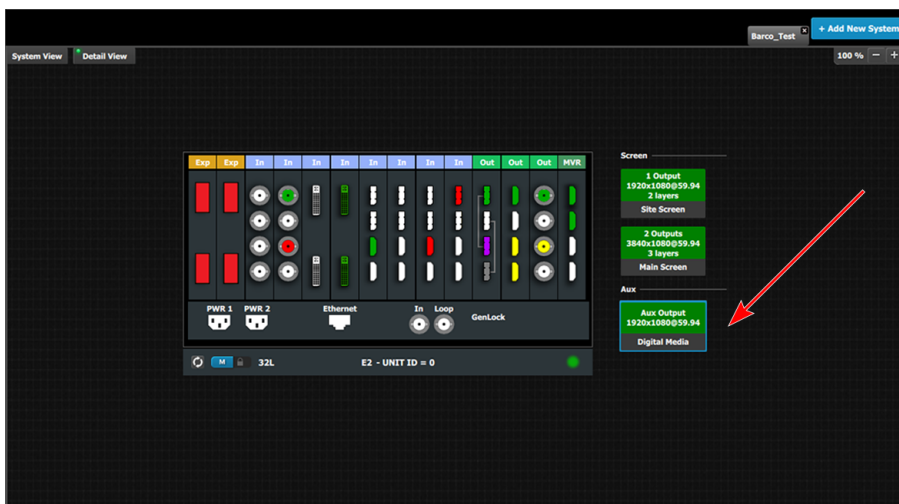 Barco_Test
+ Add New System
System View
Detail View
100 %
Exp Exp In In In In In In In In Out Out Out MVR
PWR 1 PWR 2 Ethernet In Loop GenLock
M 32L E2 - UNIT ID = 0
Screen
1 Output
1920x1080@59.94
2 layers
Site Screen
2 Outputs
3840x1080@59.94
3 layers
Main Screen
Aux
Aux Output
1920x1080@59.94
Digital Media